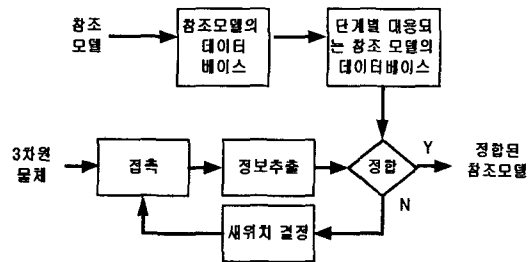 참조
모델
참조모델의
데이터
베이스
단계별 대응되
는 참조 모델의
데이터베이스
3차원
물체
접촉
정보추출
정합
Y
정합된
참조모델
N
새위치 결정